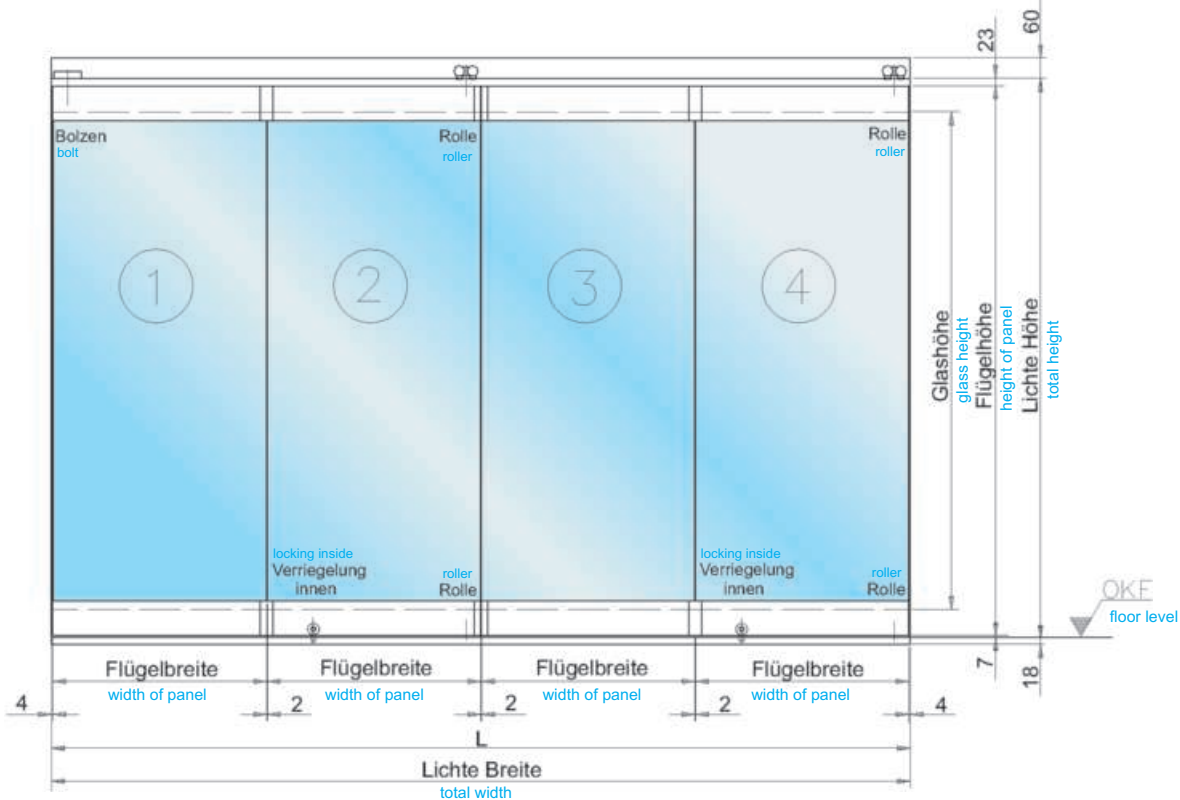 60
23
Bolzen
bolt
Rolle
roller
Rolle
roller
1
2
3
4
Glashöhe
glass height
Flügelhöhe
height of panel
Lichte Höhe
total height
locking inside
Verriegelung
innen
roller
Rolle
locking inside
Verriegelung
innen
roller
Rolle
OKF
floor level
Flügelbreite
width of panel
Flügelbreite
width of panel
Flügelbreite
width of panel
Flügelbreite
width of panel
7
18
4
2
2
2
4
L
Lichte Breite
total width